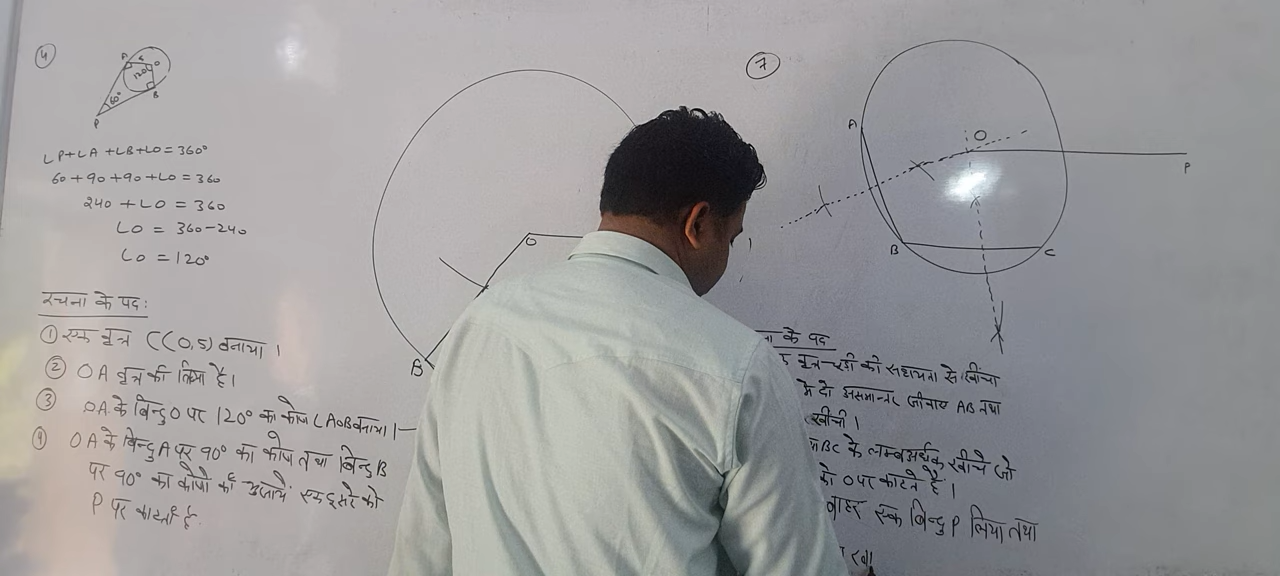 4
A
O
120°
60°
B
P
∠P+∠A+∠B+∠O=360°
60+90+90+∠O=360
240+∠O=360
∠O=360-240
∠O=120°
रचना के पद:
① एक वृत्त C(O,5) बनाया।
② OA वृत्त की त्रिज्या है।
③ OA के बिन्दु O पर 120° का कोण ∠AOB बनाया।
④ OA के बिन्दु A पर 90° का कोण तथा बिन्दु B
पर 90° का कोण की भुजायें एक दूसरे को
P पर काटती है.
O
B
7
A
O
P
B
C
के पद
वृत्त चूड़ी की सहायता से खींचा
में दो असमान्तर जीवाए AB तथा
खींची।
BC के लम्बअर्धक खींचे जो
को O पर काटते हैं।
बाहर एक बिन्दु P लिया तथा